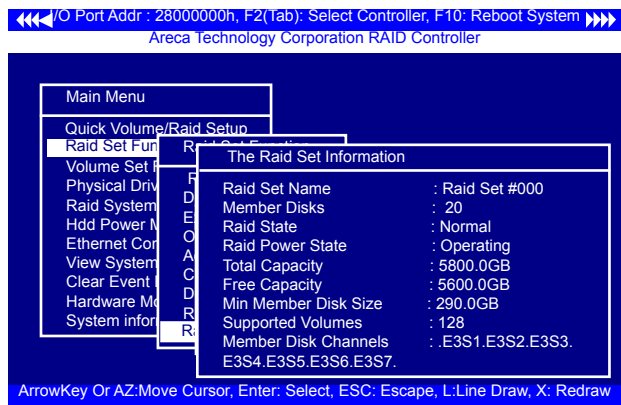 I/O Port Addr : 28000000h, F2(Tab): Select Controller, F10: Reboot System
Areca Technology Corporation RAID Controller
Main Menu
Quick Volume/Raid Setup
Raid Set Fun
Volume Set F
Physical Driv
Raid System
Hdd Power M
Ethernet Con
View System
Clear Event
Hardware Mo
System infor
Raid Set Function
R
D
E
O
A
C
D
R
Ra
The Raid Set Information
Raid Set Name : Raid Set #000
Member Disks : 20
Raid State : Normal
Raid Power State : Operating
Total Capacity : 5800.0GB
Free Capacity : 5600.0GB
Min Member Disk Size : 290.0GB
Supported Volumes : 128
Member Disk Channels : .E3S1.E3S2.E3S3.
E3S4.E3S5.E3S6.E3S7.
ArrowKey Or AZ:Move Cursor, Enter: Select, ESC: Escape, L:Line Draw, X: Redraw